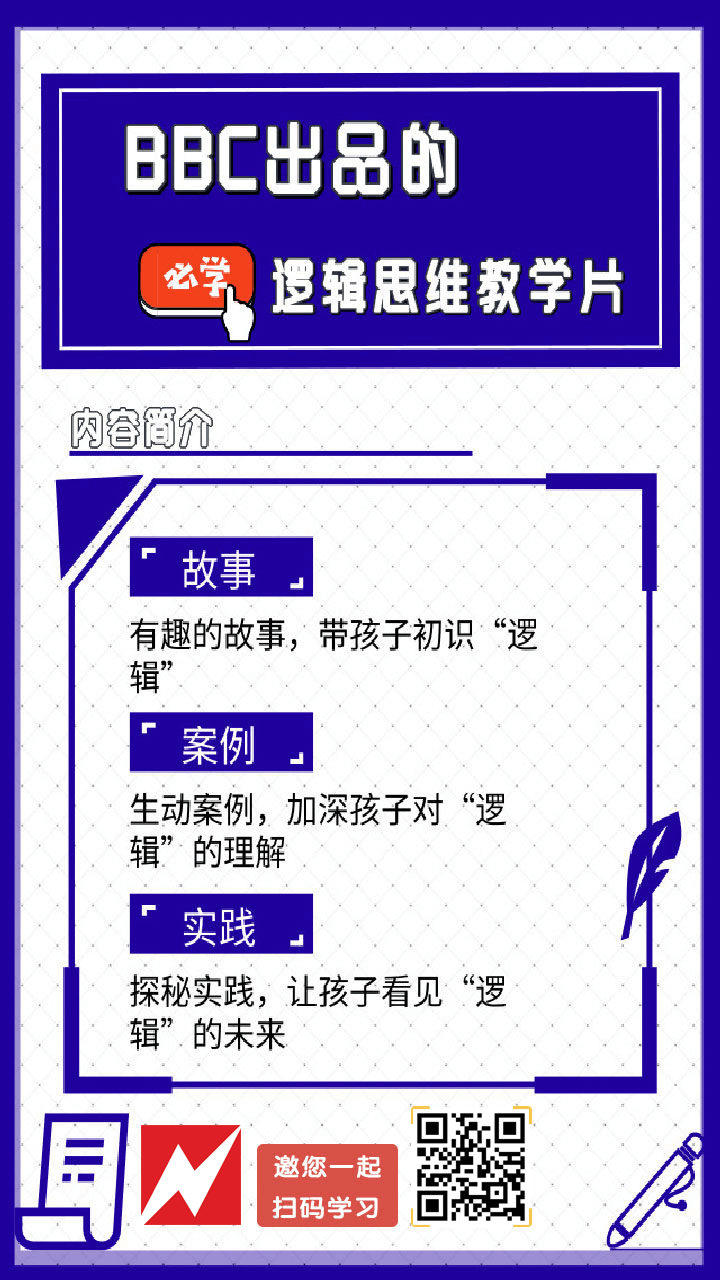 BBC出品的
必学
逻辑思维教学片
内容简介
故事
有趣的故事，带孩子初识“逻
辑”
案例
生动案例，加深孩子对“逻
辑”的理解
实践
探秘实践，让孩子看见“逻
辑”的未来
邀您一起
扫码学习